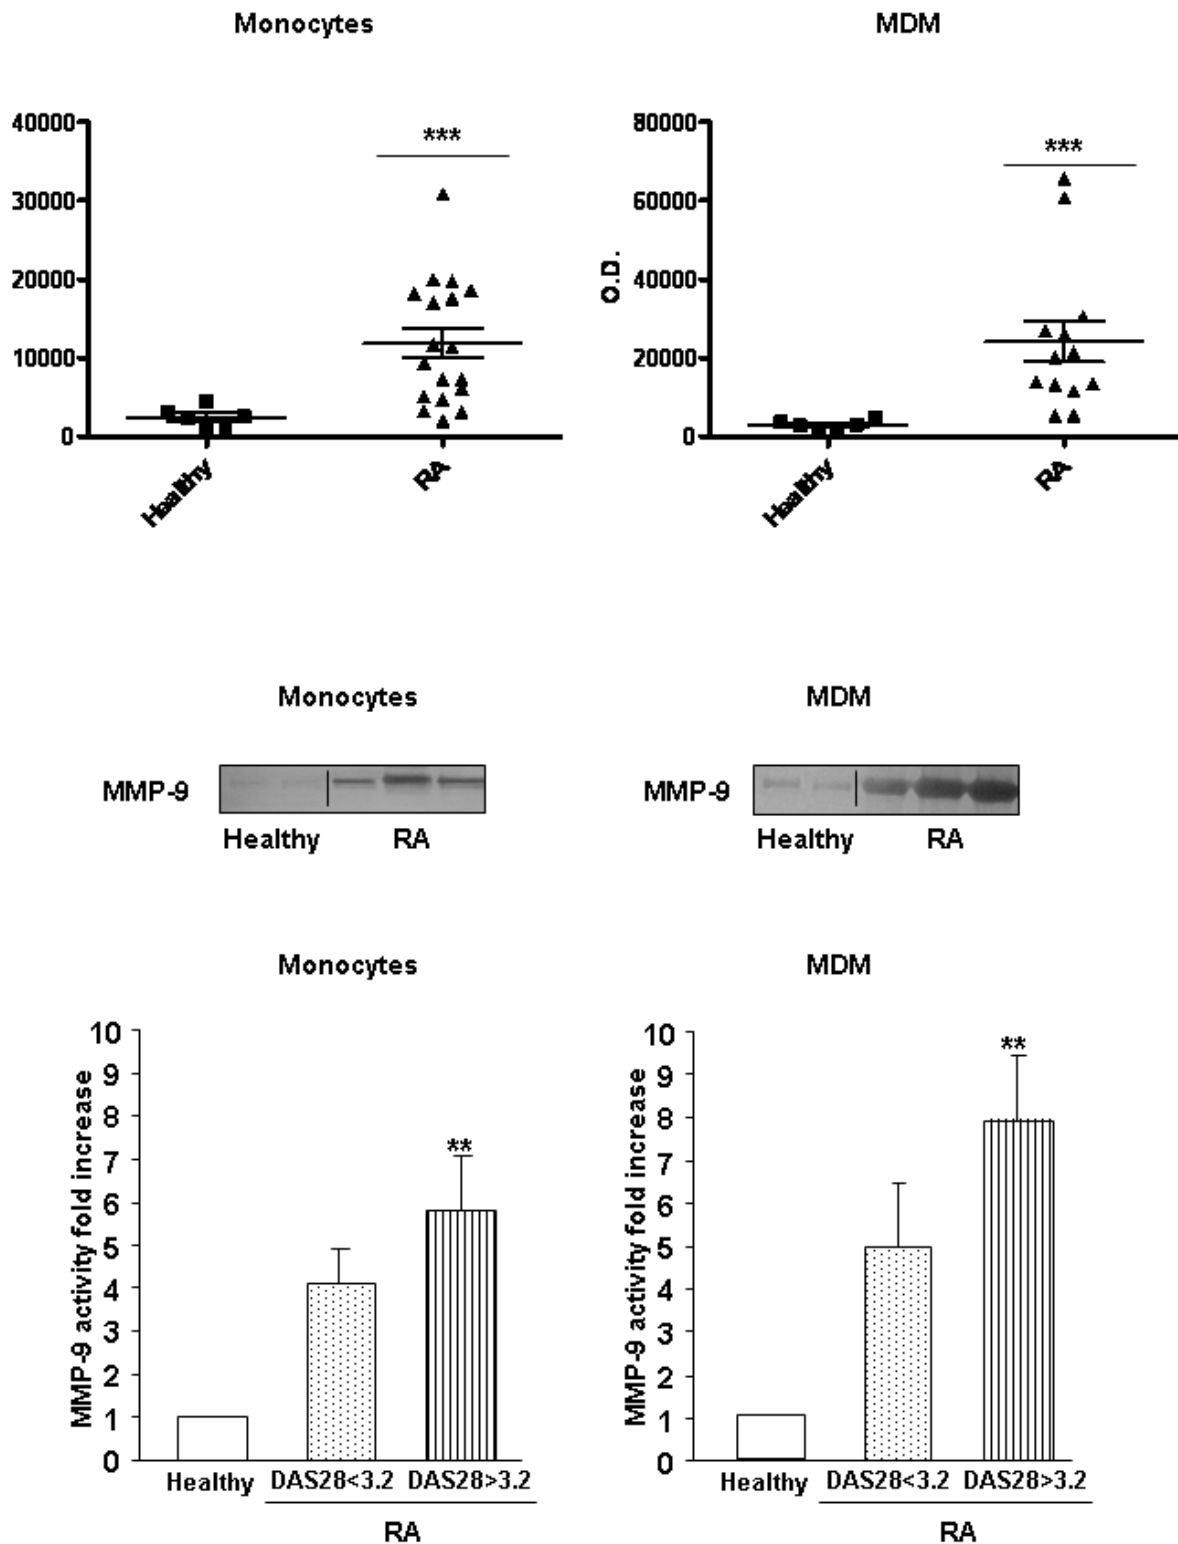 Monocytes
MDM
40000
30000
20000
10000
0
***
Healthy
RA
O.D.
80000
60000
40000
20000
0
***
Healthy
RA
Monocytes
MDM
MMP-9
Healthy
RA
MMP-9
Healthy
RA
Monocytes
MDM
MMP-9 activity fold increase
10
9
8
7
6
5
4
3
2
1
0
**
Healthy
DAS28<3.2
DAS28>3.2
RA
MMP-9 activity fold increase
10
9
8
7
6
5
4
3
2
1
0
**
Healthy
DAS28<3.2
DAS28>3.2
RA